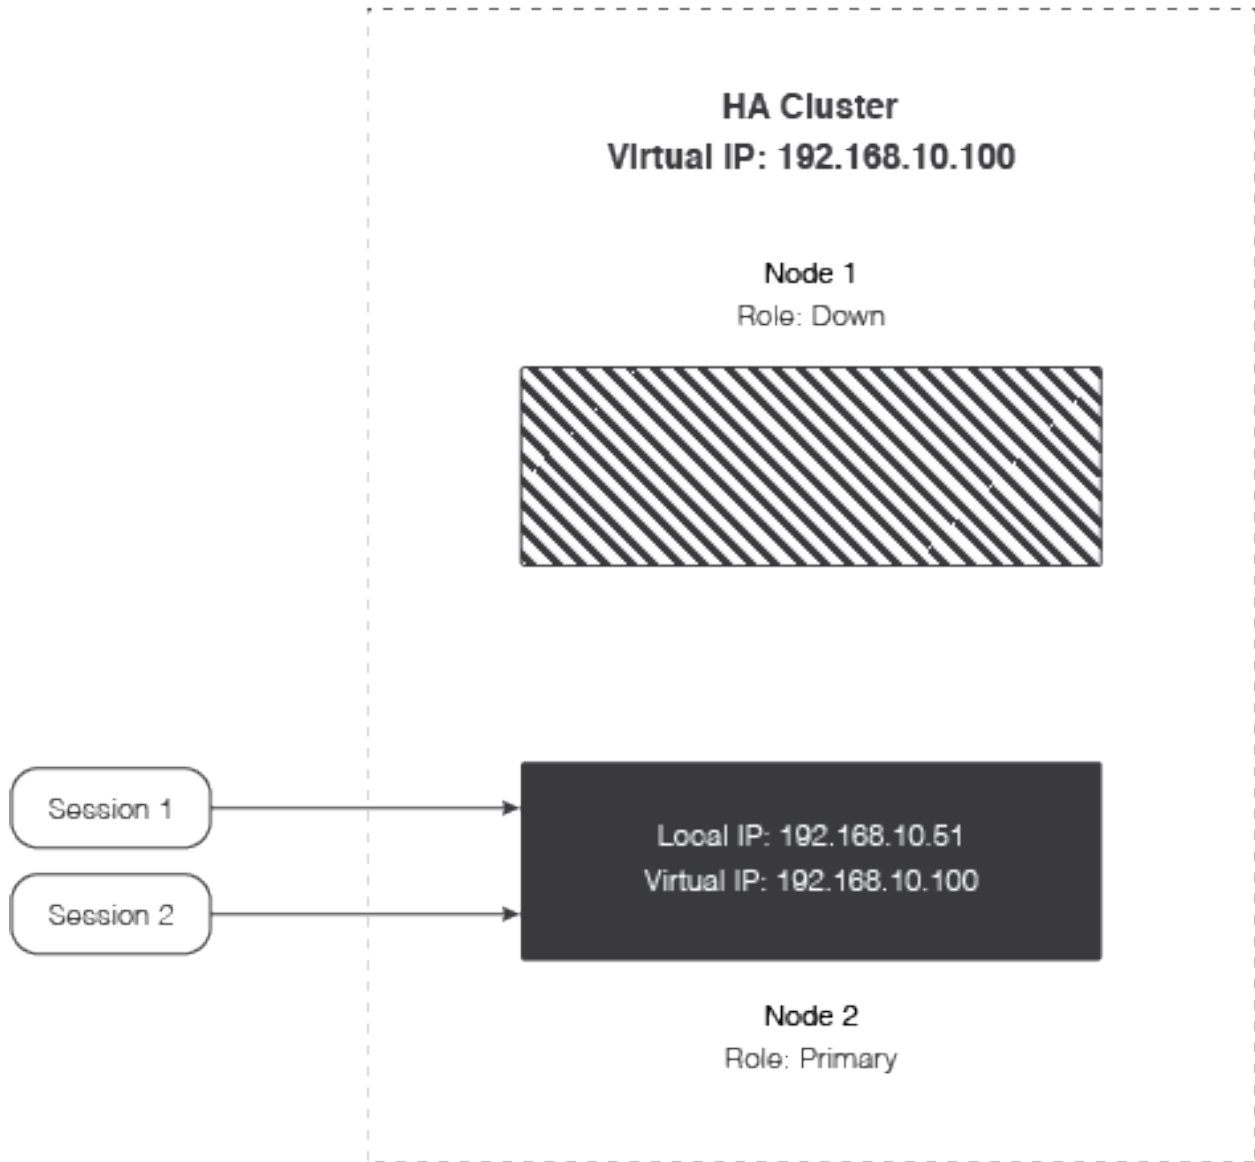 HA Cluster
Virtual IP: 192.168.10.100
Node 1
Role: Down
Session 1
Local IP: 192.168.10.51
Virtual IP: 192.168.10.100
Session 2
Node 2
Role: Primary